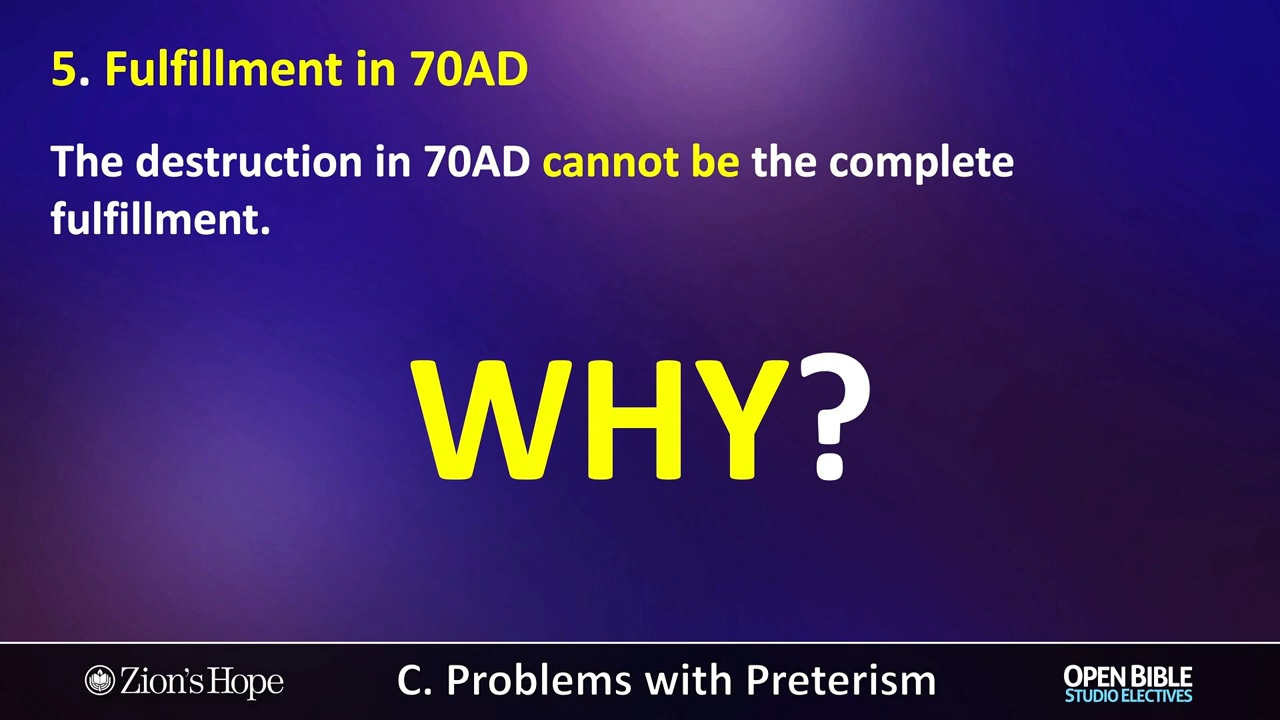 5. Fulfillment in 70AD
The destruction in 70AD cannot be the complete
fulfillment.
WHY?
Zion's Hope
C. Problems with Preterism
OPEN BIBLE
STUDIO ELECTIVES